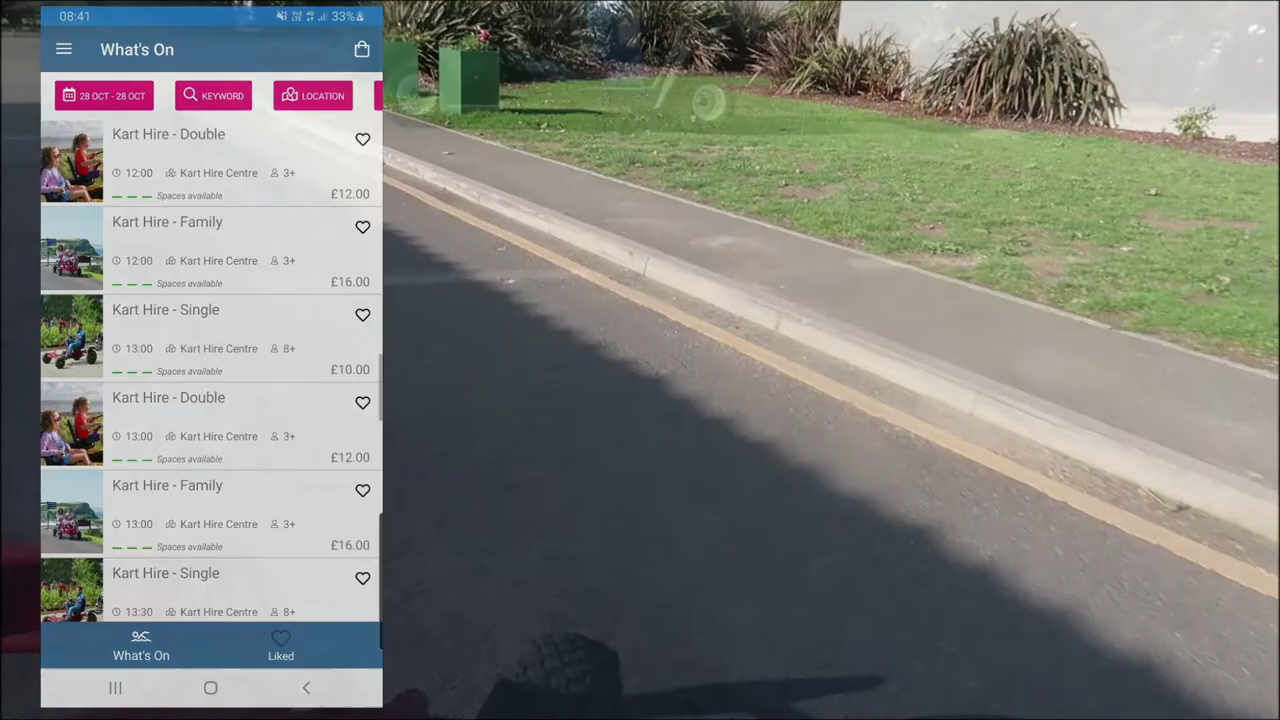 08:41
33%
What's On
28 OCT - 28 OCT
KEYWORD
LOCATION
Kart Hire - Double
12:00 Kart Hire Centre 3+
Spaces available £12.00
Kart Hire - Family
12:00 Kart Hire Centre 3+
Spaces available £16.00
Kart Hire - Single
13:00 Kart Hire Centre 8+
Spaces available £10.00
Kart Hire - Double
13:00 Kart Hire Centre 3+
Spaces available £12.00
Kart Hire - Family
13:00 Kart Hire Centre 3+
Spaces available £16.00
Kart Hire - Single
13:30 Kart Hire Centre 8+
What's On
Liked